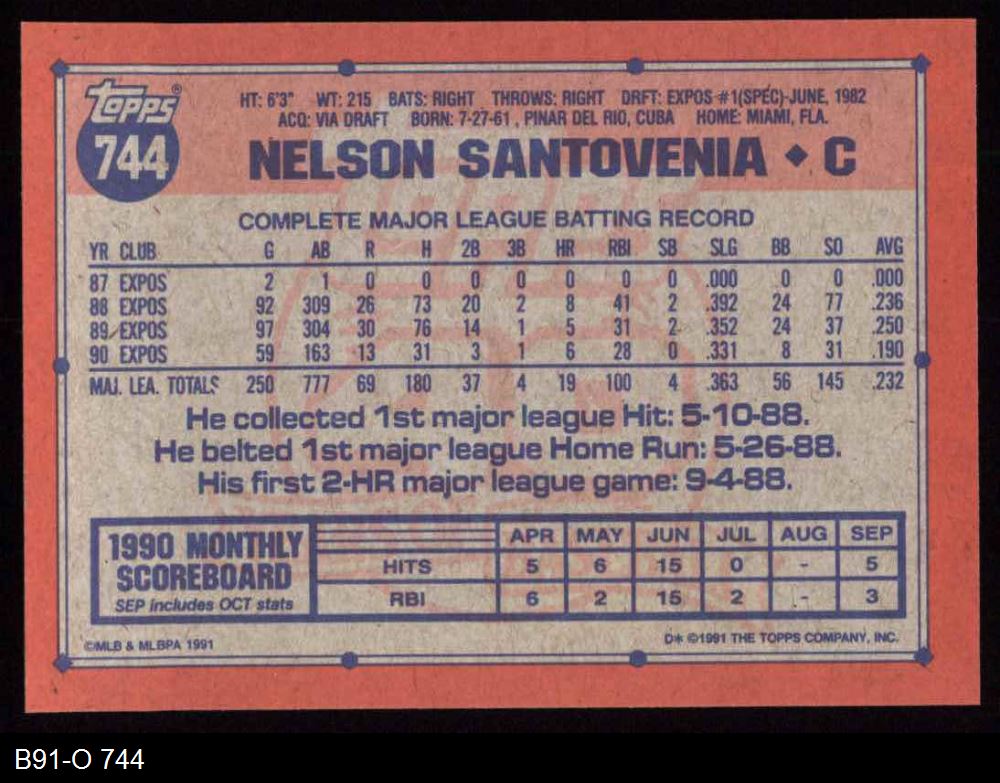 Topps®
744
HT: 6'3" WT: 215 BATS: RIGHT THROWS: RIGHT DRFT: EXPOS #1(SPEC)-JUNE, 1982
ACQ: VIA DRAFT BORN: 7-27-61, PINAR DEL RIO, CUBA HOME: MIAMI, FLA.
NELSON SANTOVENIA ◆ C
COMPLETE MAJOR LEAGUE BATTING RECORD
YR CLUB G AB R H 2B 3B HR RBI SB SLG BB SO AVG
87 EXPOS 2 1 0 0 0 0 0 0 0 .000 0 0 .000
88 EXPOS 92 309 26 73 20 2 8 41 2 .392 24 77 .236
89 EXPOS 97 304 30 76 14 1 5 31 2 .352 24 37 .250
90 EXPOS 59 163 13 31 3 1 6 28 0 .331 8 31 .190
MAJ. LEA. TOTALS 250 777 69 180 37 4 19 100 4 .363 56 145 .232
He collected 1st major league Hit: 5-10-88.
He belted 1st major league Home Run: 5-26-88.
His first 2-HR major league game: 9-4-88.
1990 MONTHLY
SCOREBOARD
SEP includes OCT stats
APR MAY JUN JUL AUG SEP
HITS 5 6 15 0 - 5
RBI 6 2 15 2 - 3
©MLB & MLBPA 1991
D* ©1991 THE TOPPS COMPANY, INC.
B91-O 744